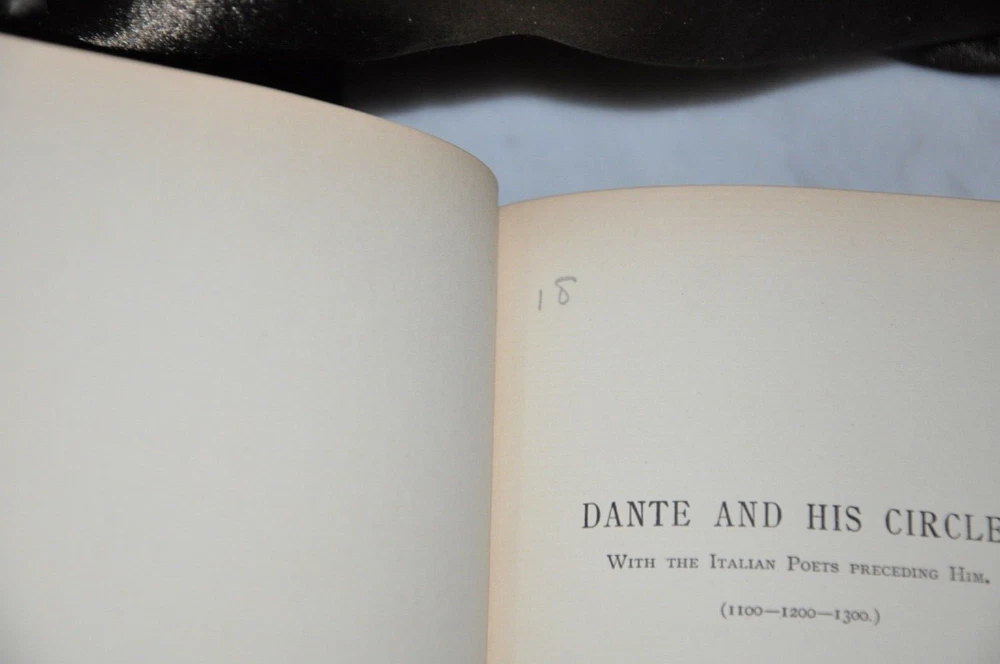 18
DANTE AND HIS CIRCLE
WITH THE ITALIAN POETS PRECEDING HIM.
(1100—1200—1300.)